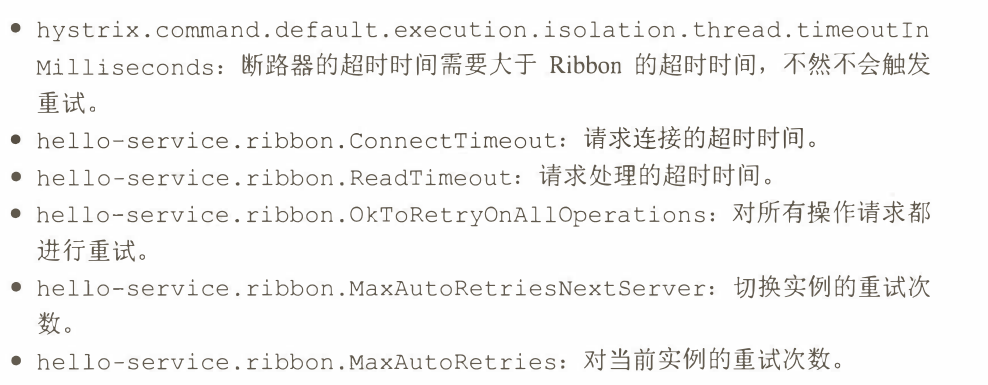 • hystrix.command.default.execution.isolation.thread.timeoutIn
Milliseconds：断路器的超时时间需要大于 Ribbon 的超时时间，不然不会触发
重试。
• hello-service.ribbon.ConnectTimeout：请求连接的超时时间。
• hello-service.ribbon.ReadTimeout：请求处理的超时时间。
• hello-service.ribbon.OkToRetryOnAllOperations：对所有操作请求都
进行重试。
• hello-service.ribbon.MaxAutoRetriesNextServer：切换实例的重试次
数。
• hello-service.ribbon.MaxAutoRetries：对当前实例的重试次数。